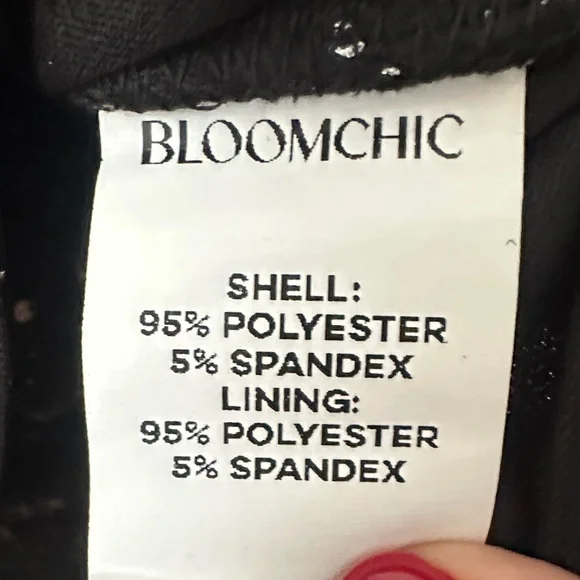 BLOOMCHIC
SHELL:
95% POLYESTER
5% SPANDEX
LINING:
95% POLYESTER
5% SPANDEX